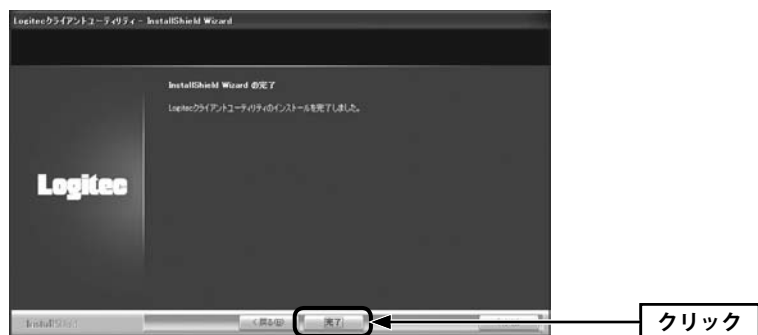 Logitecクライアントユーティリティ - InstallShield Wizard
InstallShield Wizard の完了
Logitecクライアントユーティリティのインストールを完了しました。
Logitec
InstallShield
< 戻る(B)
完了
クリック